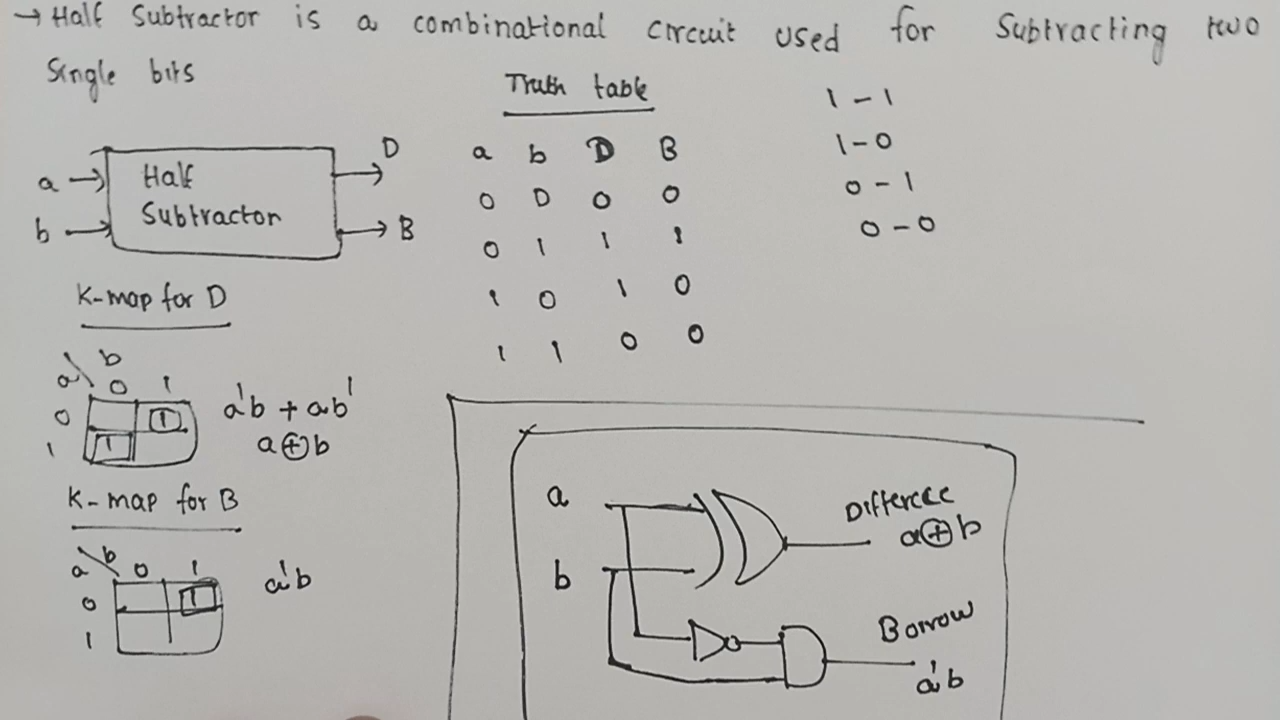 → Half Subtractor is a combinational circuit used for Subtracting two
Single bits
a →
b →
Half
Subtractor
D
B
Truth table
a b D B
0 0 0 0
0 1 1 1
1 0 1 0
1 1 0 0
1 - 1
1 - 0
0 - 1
0 - 0
K-map for D
a \ b
0 1
0 1
1 1
a'b + ab'
a⊕b
K-map for B
a \ b
0 1
0 1
1
a'b
a
b
Differece
a⊕b
Borrow
a'b